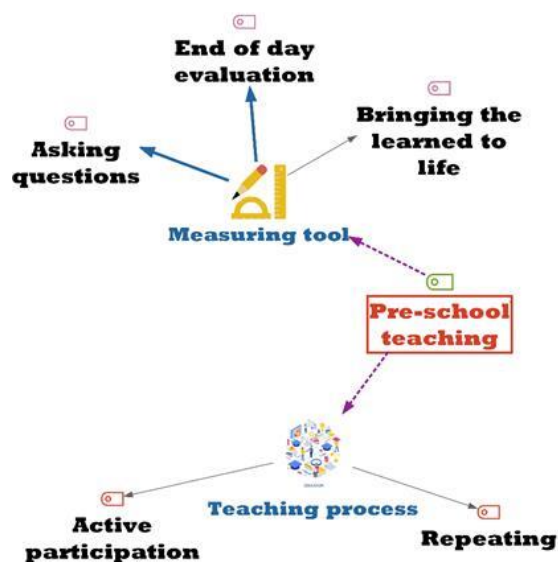 End of day
evaluation
Bringing the
learned to
life
Asking
questions
Measuring tool
Pre-school
teaching
Teaching process
Active
participation
Repeating